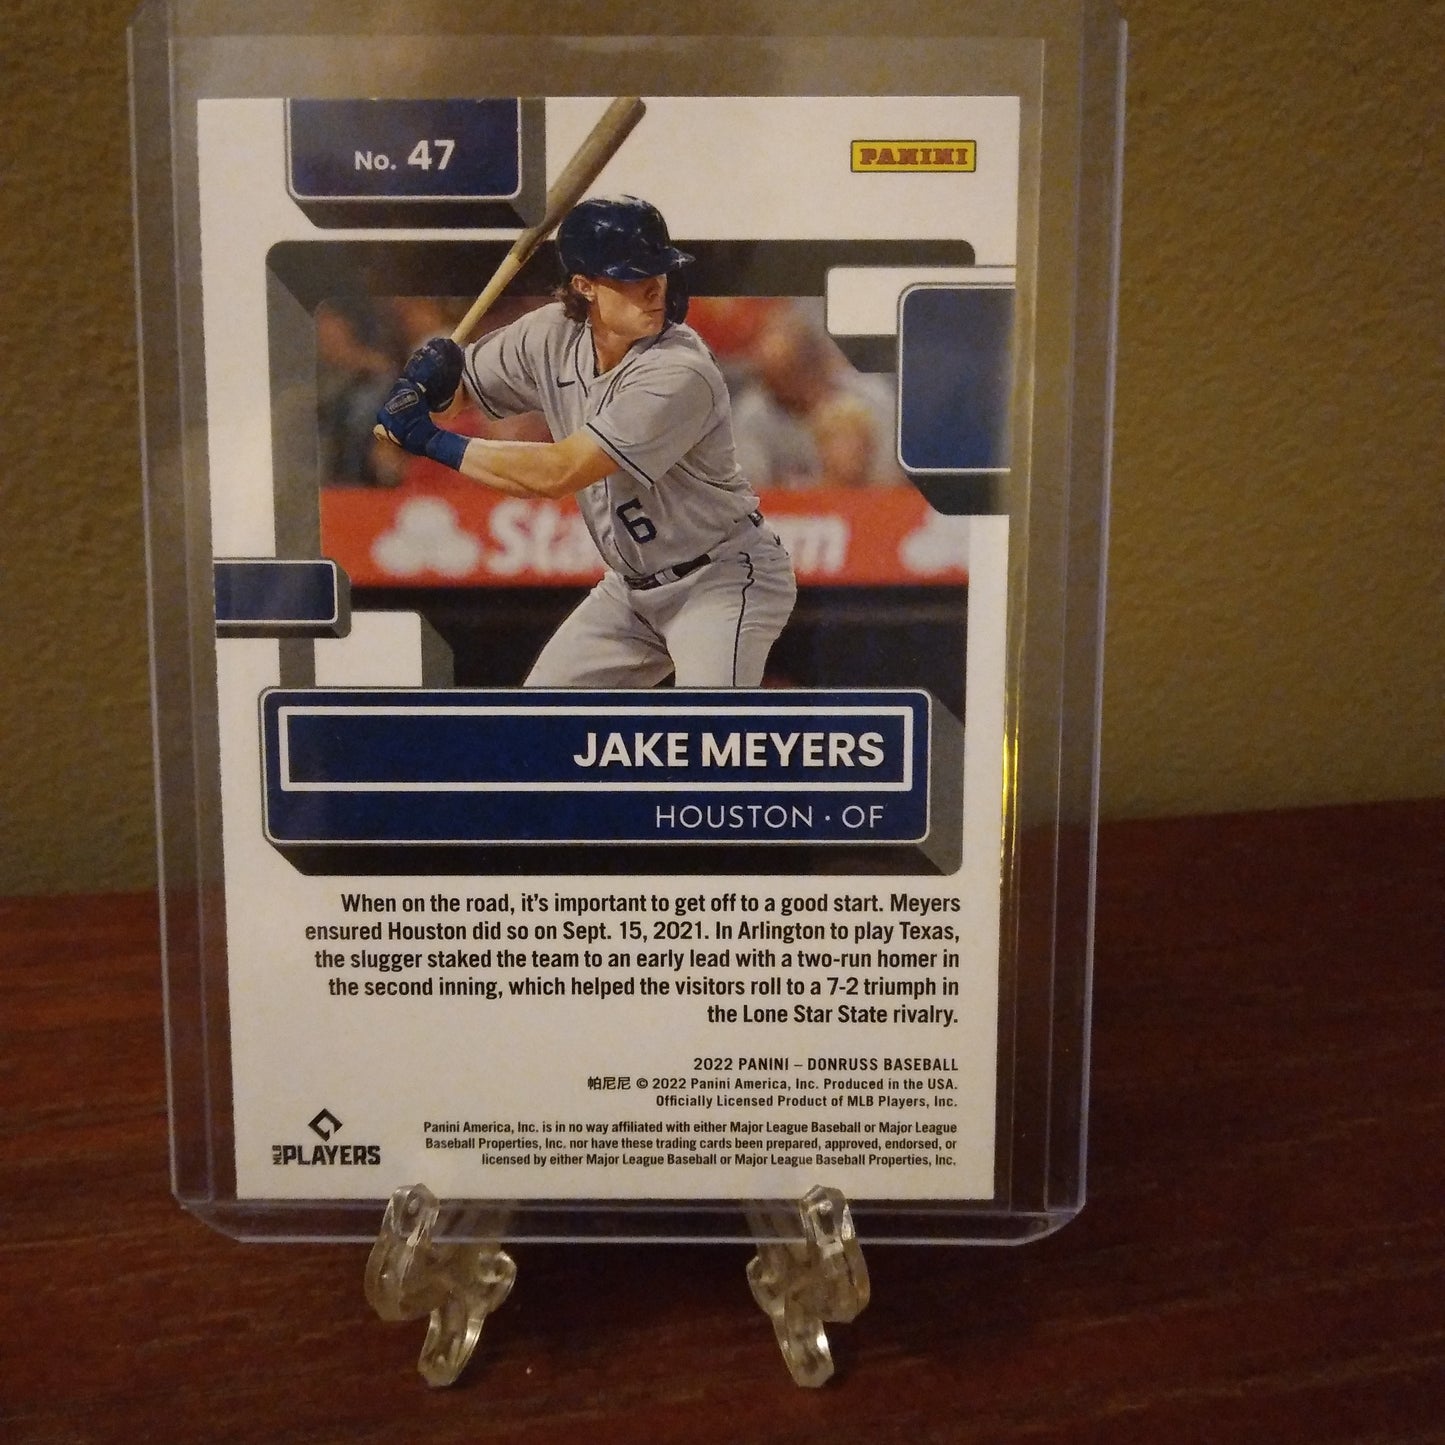 No. 47
PANINI
6
JAKE MEYERS
HOUSTON · OF
When on the road, it's important to get off to a good start. Meyers
ensured Houston did so on Sept. 15, 2021. In Arlington to play Texas,
the slugger staked the team to an early lead with a two-run homer in
the second inning, which helped the visitors roll to a 7-2 triumph in
the Lone Star State rivalry.
2022 PANINI – DONRUSS BASEBALL
帕尼尼 © 2022 Panini America, Inc. Produced in the USA.
Officially Licensed Product of MLB Players, Inc.
Panini America, Inc. is in no way affiliated with either Major League Baseball or Major League
Baseball Properties, Inc. nor have these trading cards been prepared, approved, endorsed, or
licensed by either Major League Baseball or Major League Baseball Properties, Inc.
MLB PLAYERS